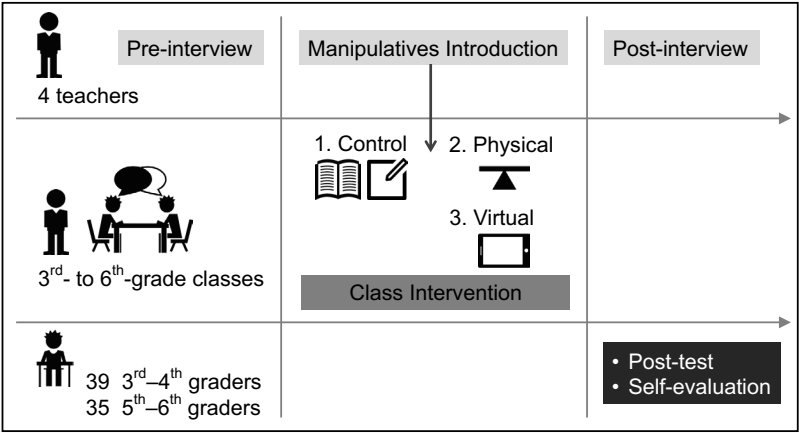 Pre-interview
Manipulatives Introduction
Post-interview
4 teachers
1. Control
2. Physical
3. Virtual
3rd- to 6th-grade classes
Class Intervention
39 3rd–4th graders
35 5th–6th graders
• Post-test
• Self-evaluation